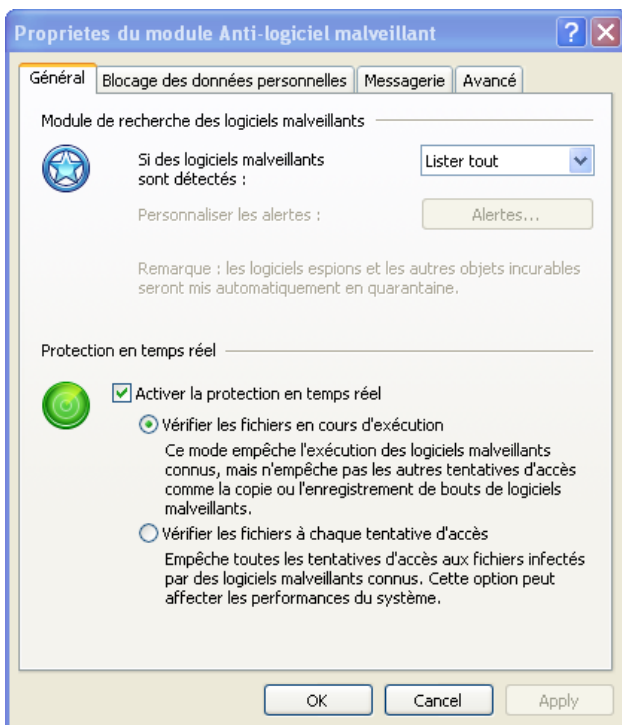 Proprietes du module Anti-logiciel malveillant
Général
Blocage des données personnelles
Messagerie
Avancé
Module de recherche des logiciels malveillants
Si des logiciels malveillants
sont détectés :
Lister tout
Personnaliser les alertes :
Alertes...
Remarque : les logiciels espions et les autres objets incurables
seront mis automatiquement en quarantaine.
Protection en temps réel
Activer la protection en temps réel
Vérifier les fichiers en cours d'exécution
Ce mode empêche l'exécution des logiciels malveillants
connus, mais n'empêche pas les autres tentatives d'accès
comme la copie ou l'enregistrement de bouts de logiciels
malveillants.
Vérifier les fichiers à chaque tentative d'accès
Empêche toutes les tentatives d'accès aux fichiers infectés
par des logiciels malveillants connus. Cette option peut
affecter les performances du système.
OK
Cancel
Apply